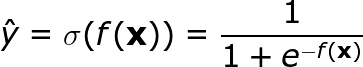 ŷ = σ(f(𝐱)) = 1 / (1 + e^{−f(𝐱)})